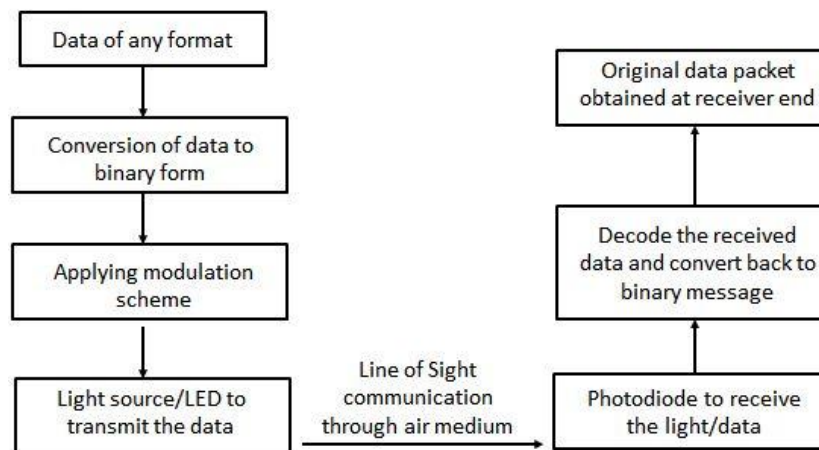 Data of any format
Conversion of data to
binary form
Applying modulation
scheme
Light source/LED to
transmit the data
Line of Sight
communication
through air medium
Photodiode to receive
the light/data
Decode the received
data and convert back to
binary message
Original data packet
obtained at receiver end